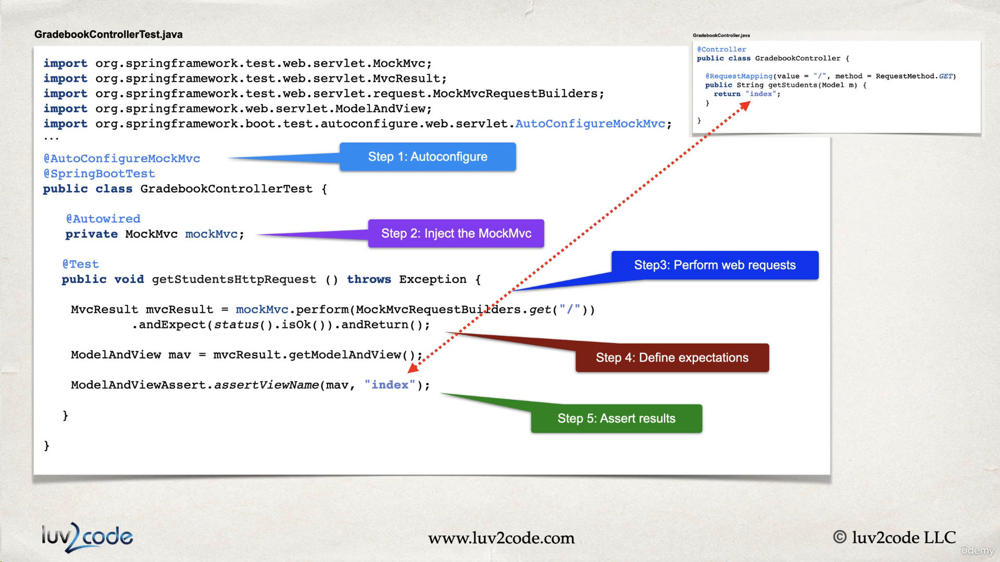 GradebookControllerTest.java
import org.springframework.test.web.servlet.MockMvc;
import org.springframework.test.web.servlet.MvcResult;
import org.springframework.test.web.servlet.request.MockMvcRequestBuilders;
import org.springframework.web.servlet.ModelAndView;
import org.springframework.boot.test.autoconfigure.web.servlet.AutoConfigureMockMvc;
...
@AutoConfigureMockMvc
Step 1: Autoconfigure
@SpringBootTest
public class GradebookControllerTest {
@Autowired
private MockMvc mockMvc;
Step 2: Inject the MockMvc
@Test
public void getStudentsHttpRequest () throws Exception {
Step3: Perform web requests
MvcResult mvcResult = mockMvc.perform(MockMvcRequestBuilders.get("/"))
.andExpect(status().isOk()).andReturn();
Step 4: Define expectations
ModelAndView mav = mvcResult.getModelAndView();
ModelAndViewAssert.assertViewName(mav, "index");
Step 5: Assert results
}
}
GradebookController.java
@Controller
public class GradebookController {
@RequestMapping(value = "/", method = RequestMethod.GET)
public String getStudents(Model m) {
return "index";
}
}
luv2code
www.luv2code.com
© luv2code LLC
ûdemy